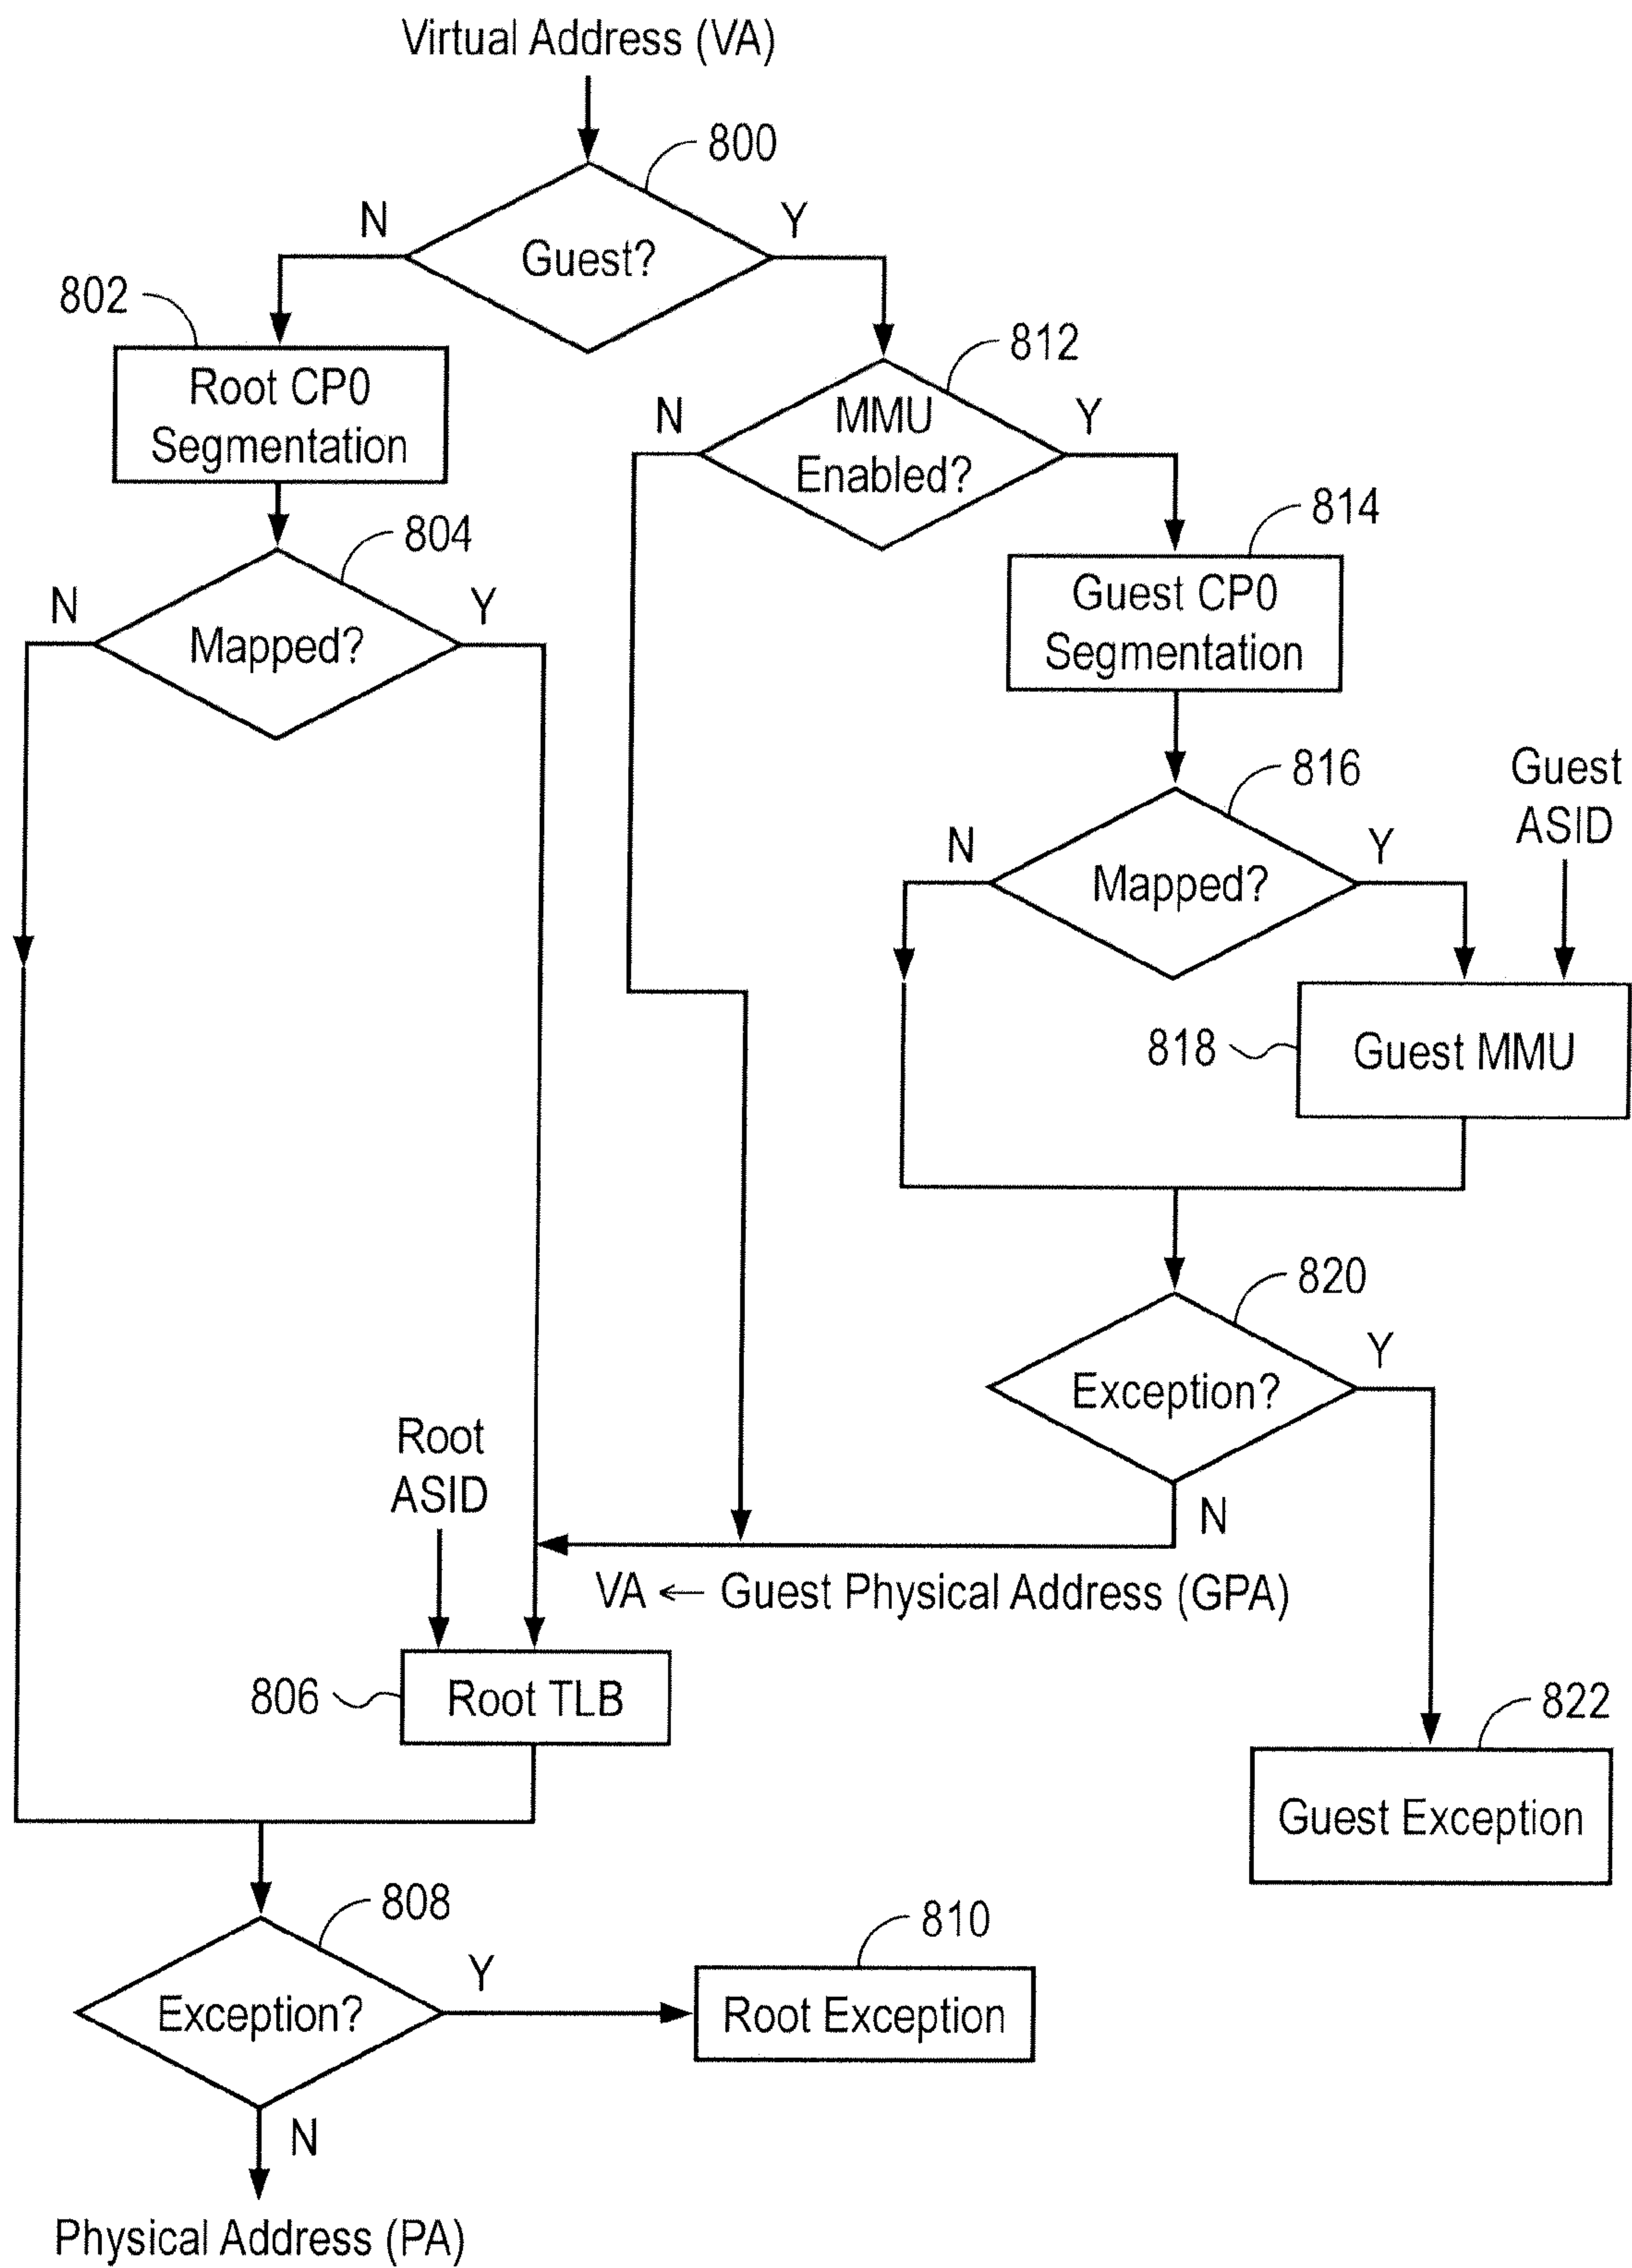 Virtual Address (VA)
800
N
Y
Guest?
802
812
Root CP0
Segmentation
N
MMU
Enabled?
Y
804
814
N
Y
Mapped?
Guest CP0
Segmentation
816
Guest
ASID
N
Y
Mapped?
818
Guest MMU
820
Y
Exception?
Root
ASID
N
VA ← Guest Physical Address (GPA)
806
Root TLB
822
Guest Exception
808
810
Y
Exception?
Root Exception
N
Physical Address (PA)